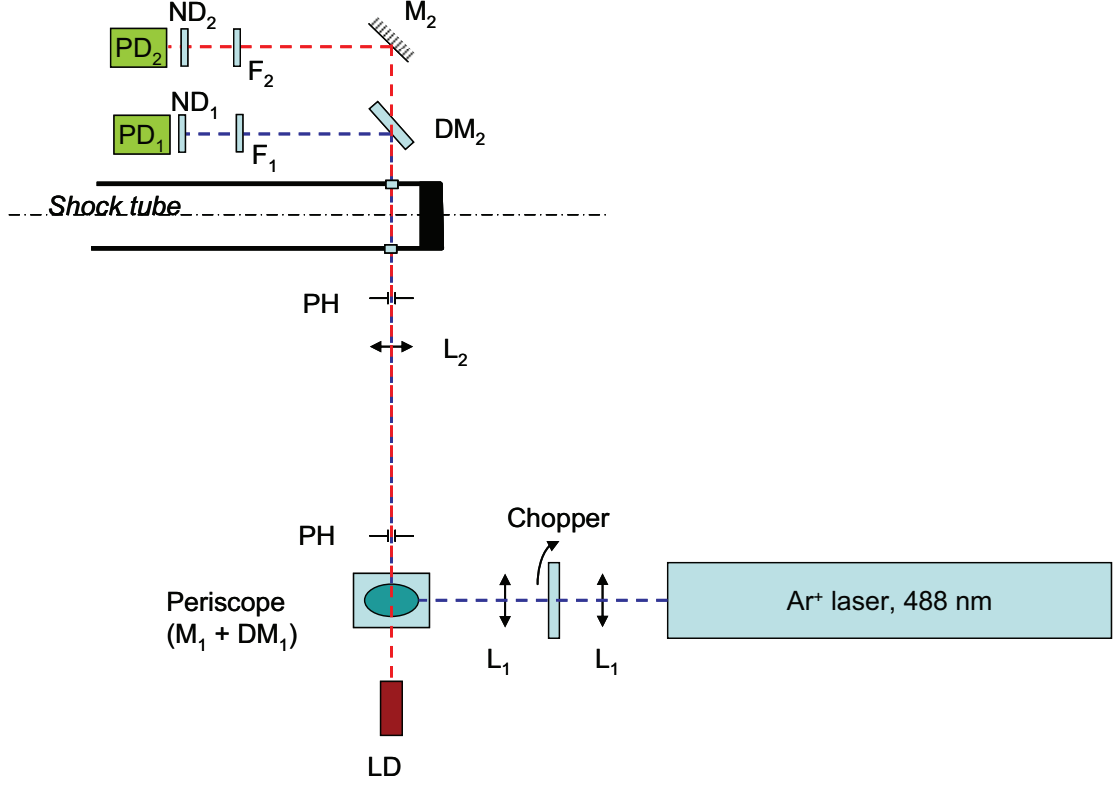 M₂
ND₂
PD₂
F₂
ND₁
DM₂
PD₁
F₁
Shock tube
PH
L₂
Chopper
PH
Ar⁺ laser, 488 nm
Periscope
(M₁ + DM₁)
L₁
L₁
LD